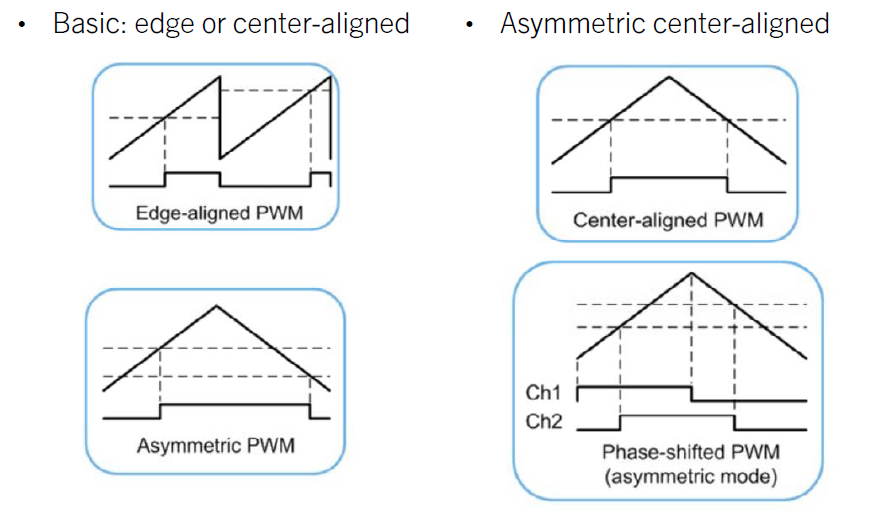 • Basic: edge or center-aligned
• Asymmetric center-aligned
Edge-aligned PWM
Center-aligned PWM
Asymmetric PWM
Ch1
Ch2
Phase-shifted PWM
(asymmetric mode)